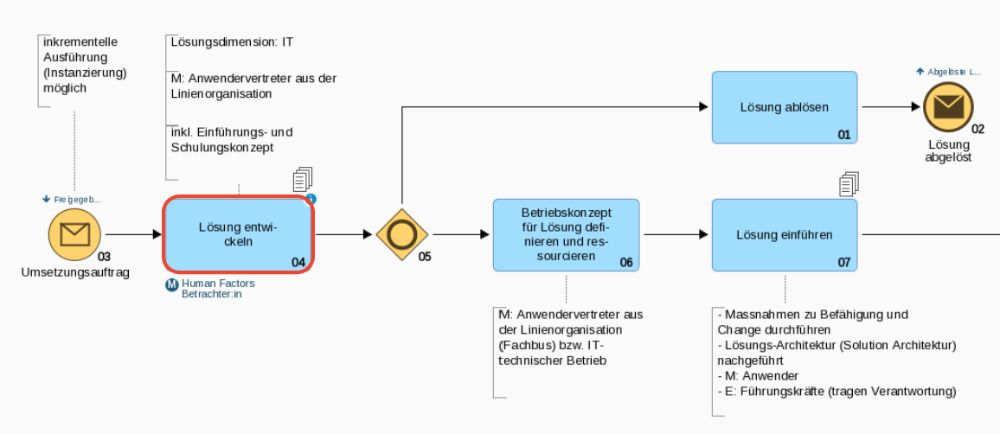 inkrementelle
Ausführung
(Instanzierung)
möglich
Lösungsdimension: IT
M: Anwendervertreter aus der
Linienorganisation
inkl. Einführungs- und
Schulungskonzept
Freigegeb...
03
Umsetzungsauftrag
Lösung entwi-
ckeln
04
M Human Factors
Betrachter:in
05
Lösung ablösen
01
Abgelöste L...
02
Lösung
abgelöst
Betriebskonzept
für Lösung defi-
nieren und res-
sourcieren
06
M: Anwendervertreter aus
der Linienorganisation
(Fachbus) bzw. IT-
technischer Betrieb
Lösung einführen
07
- Massnahmen zu Befähigung und
Change durchführen
- Lösungs-Architektur (Solution Architektur)
nachgeführt
- M: Anwender
- E: Führungskräfte (tragen Verantwortung)